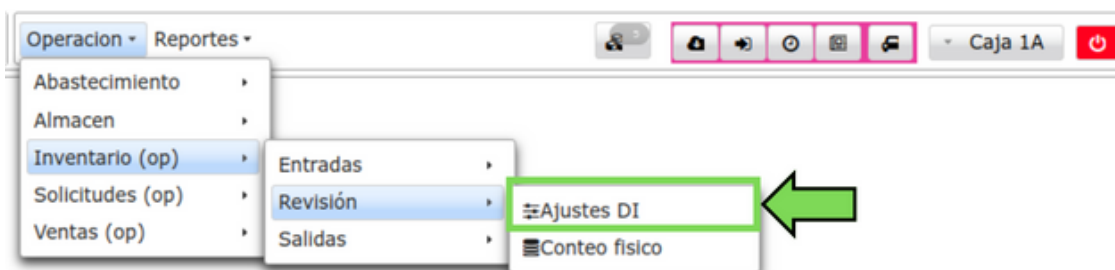 Operacion Reportes
Caja 1A
Abastecimiento
Almacen
Inventario (op)
Solicitudes (op)
Ventas (op)
Entradas
Revisión
Salidas
Ajustes DI
Conteo fisico